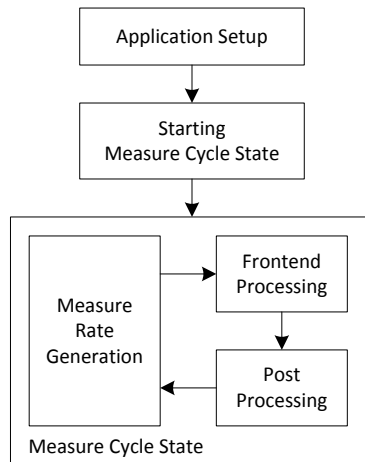 Application Setup
Starting
Measure Cycle State
Measure
Rate
Generation
Frontend
Processing
Post
Processing
Measure Cycle State